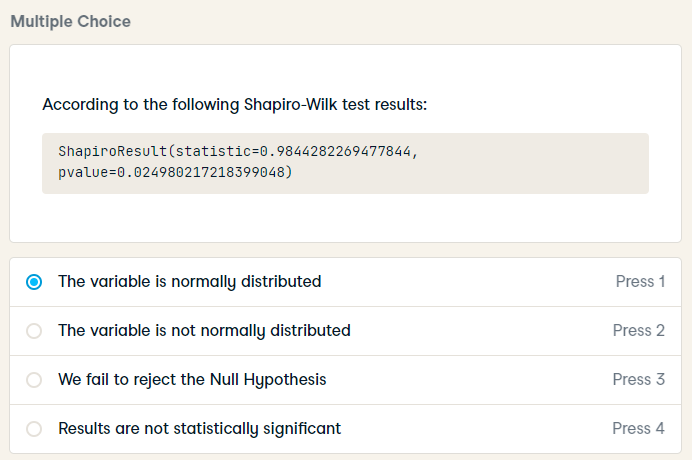 Multiple Choice
According to the following Shapiro-Wilk test results:
ShapiroResult(statistic=0.9844282269477844,
pvalue=0.024980217218399048)
The variable is normally distributed Press 1
The variable is not normally distributed Press 2
We fail to reject the Null Hypothesis Press 3
Results are not statistically significant Press 4